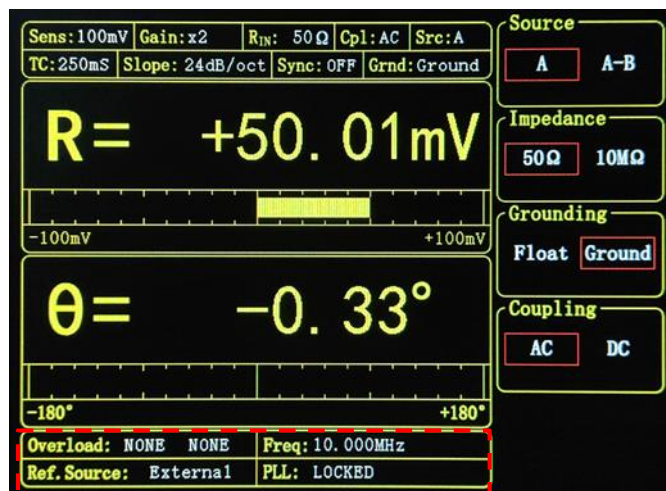 Sens:100mV Gain:x2 RIN: 50Ω Cpl:AC Src:A
TC:250mS Slope: 24dB/oct Sync: OFF Grnd:Ground
R= +50.01mV
-100mV +100mV
θ= -0.33°
-180° +180°
Overload: NONE NONE Freq:10.000MHz
Ref.Source: External PLL: LOCKED
Source
A A-B
Impedance
50Ω 10MΩ
Grounding
Float Ground
Coupling
AC DC